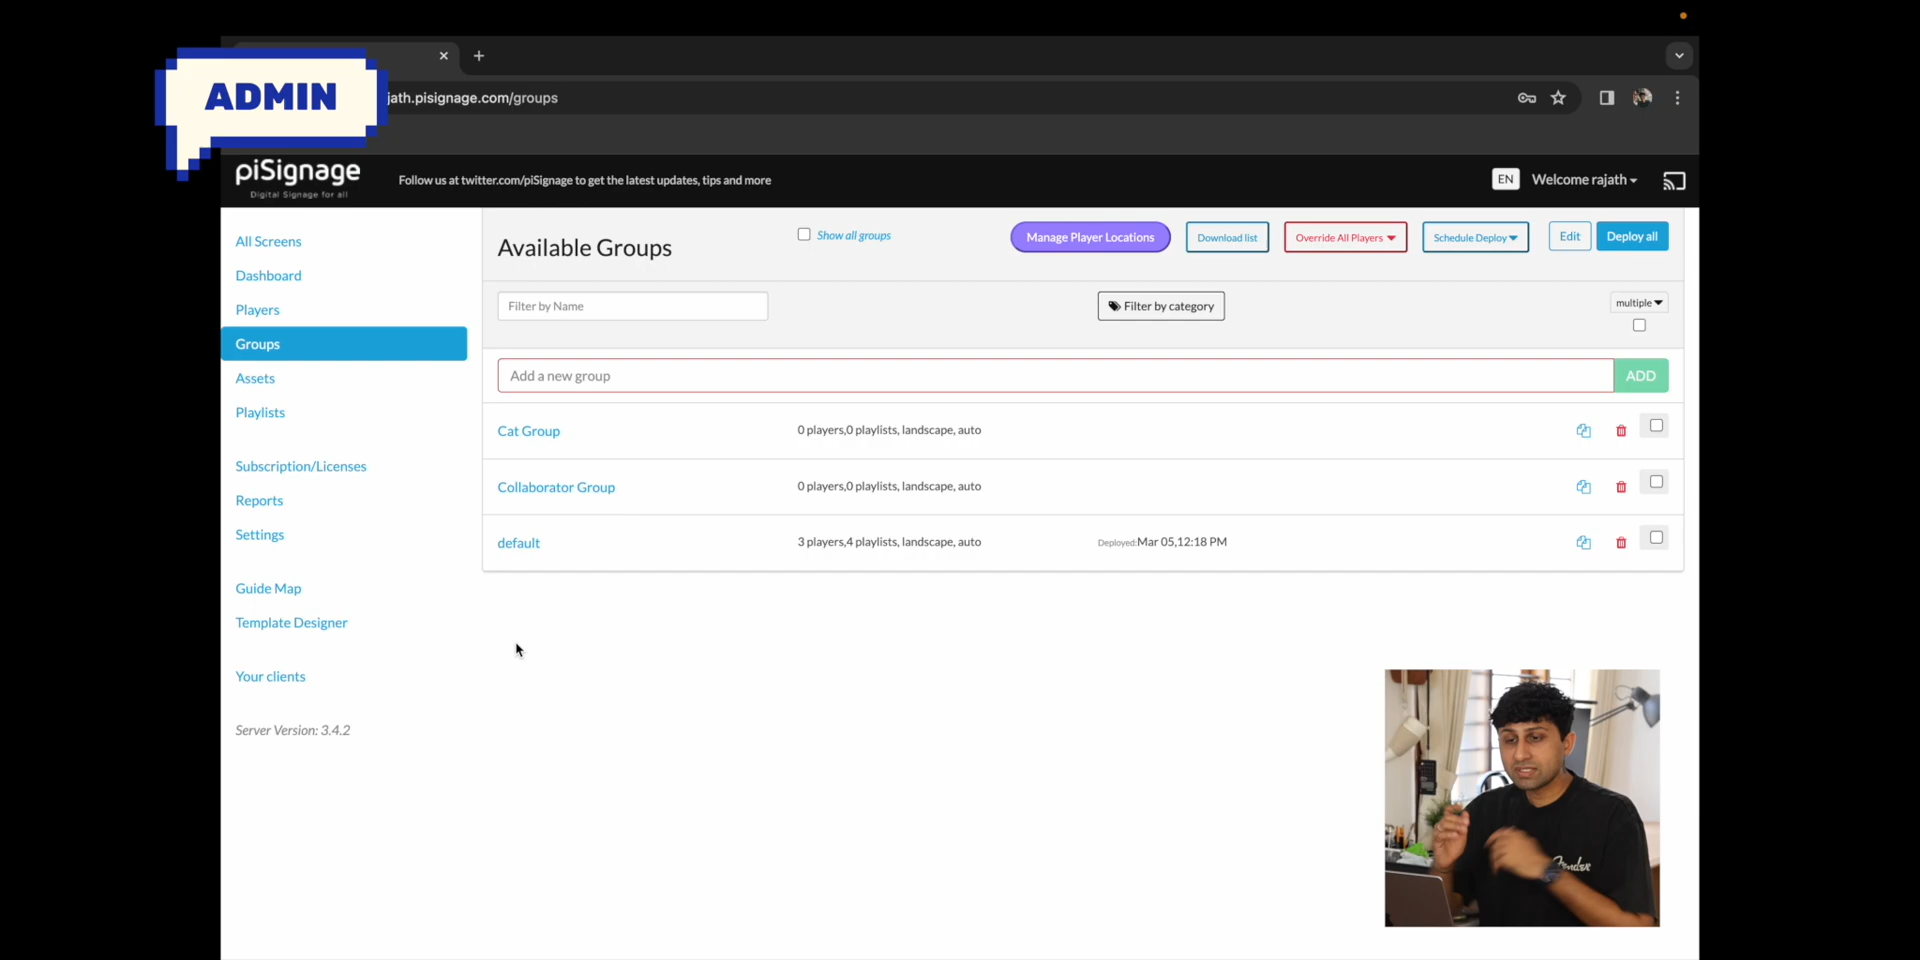 ADMIN
jath.pisignage.com/groups
piSignage
Digital Signage for all
Follow us at twitter.com/piSignage to get the latest updates, tips and more
EN
Welcome rajath
All Screens
Dashboard
Players
Groups
Assets
Playlists
Subscription/Licenses
Reports
Settings
Guide Map
Template Designer
Your clients
Server Version: 3.4.2
Available Groups
Show all groups
Manage Player Locations
Download list
Override All Players
Schedule Deploy
Edit
Deploy all
Filter by Name
Filter by category
multiple
Add a new group
ADD
Cat Group
0 players,0 playlists, landscape, auto
Collaborator Group
0 players,0 playlists, landscape, auto
default
3 players,4 playlists, landscape, auto
Deployed:Mar 05,12:18 PM
Fender